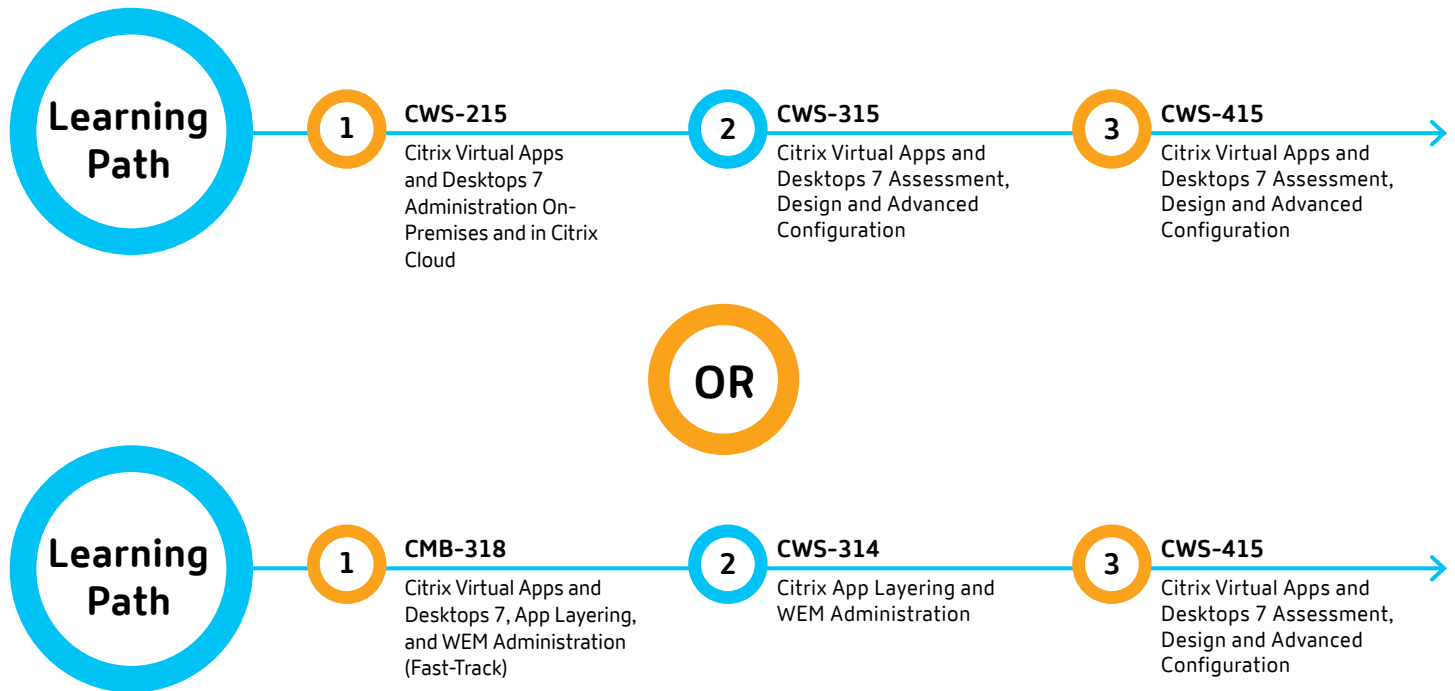 Learning
Path
1
CWS-215
Citrix Virtual Apps
and Desktops 7
Administration On-
Premises and in Citrix
Cloud
2
CWS-315
Citrix Virtual Apps and
Desktops 7 Assessment,
Design and Advanced
Configuration
3
CWS-415
Citrix Virtual Apps and
Desktops 7 Assessment,
Design and Advanced
Configuration
OR
Learning
Path
1
CMB-318
Citrix Virtual Apps and
Desktops 7, App Layering,
and WEM Administration
(Fast-Track)
2
CWS-314
Citrix App Layering and
WEM Administration
3
CWS-415
Citrix Virtual Apps and
Desktops 7 Assessment,
Design and Advanced
Configuration